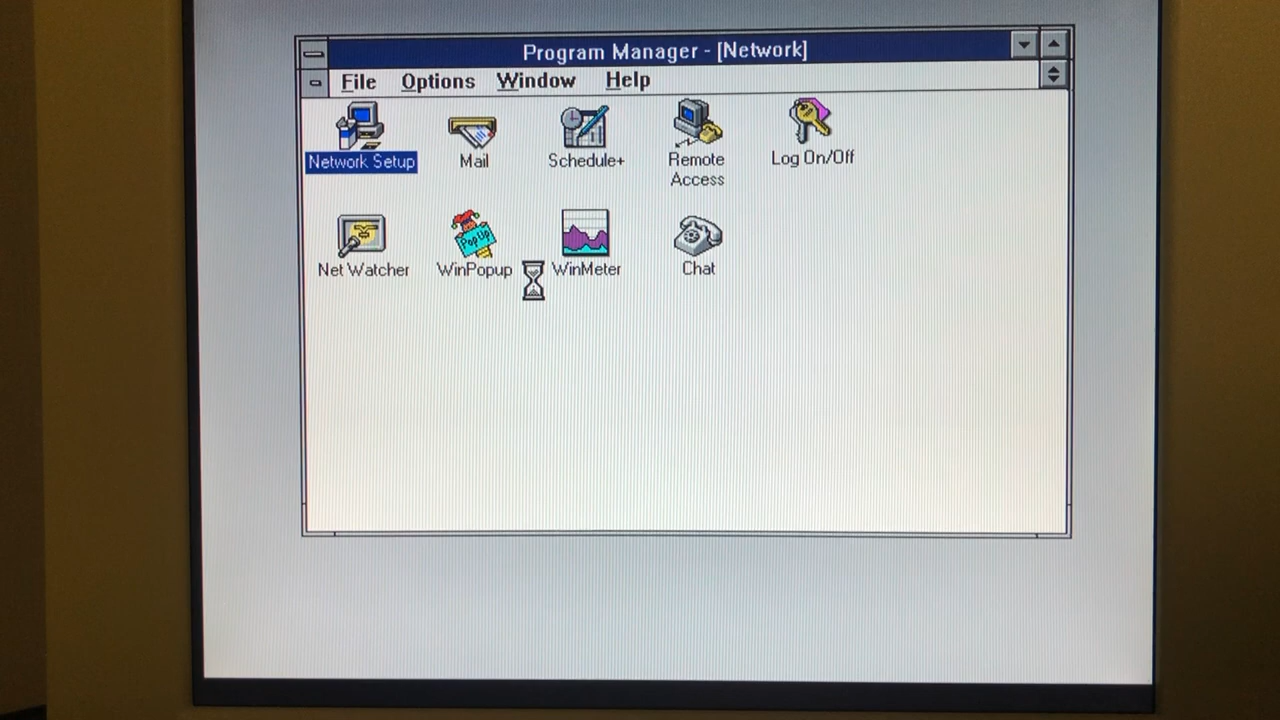 Program Manager - [Network]
File Options Window Help
Network Setup
Mail
Schedule+
Remote
Access
Log On/Off
Net Watcher
WinPopup
PopUp
WinMeter
Chat